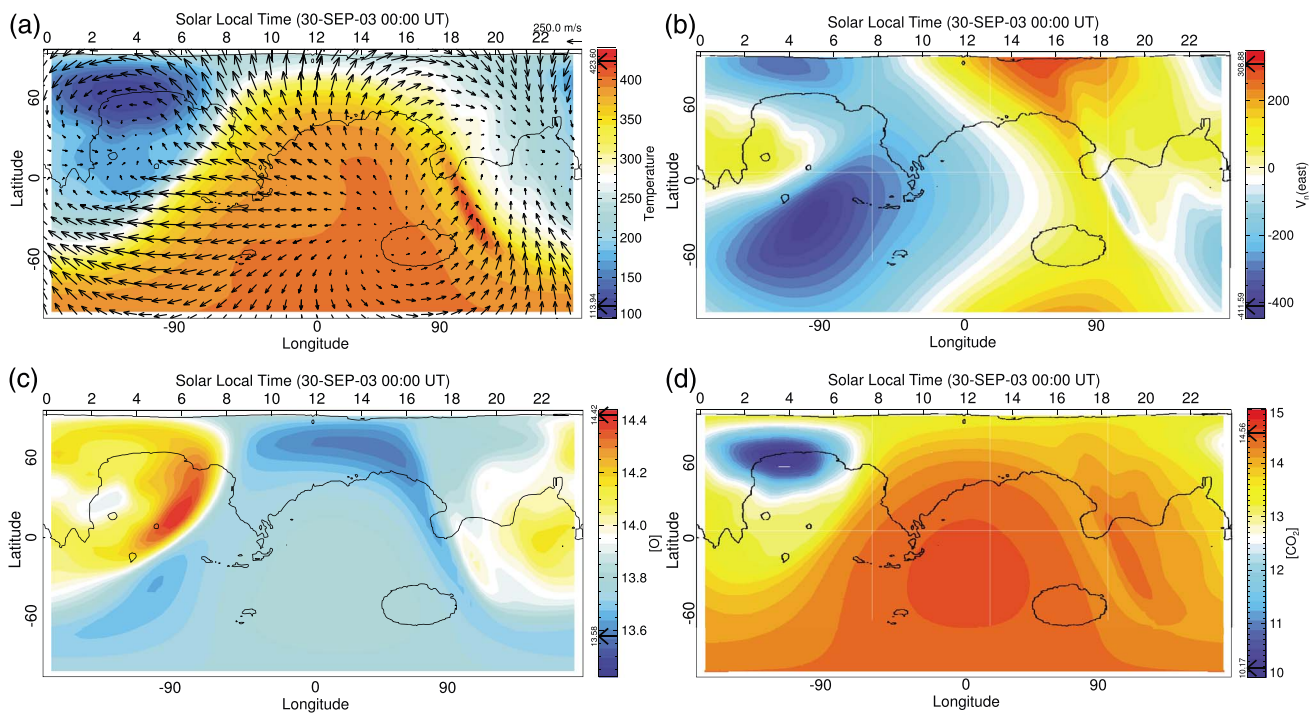 (a)
Solar Local Time (30-SEP-03 00:00 UT)
250.0 m/s
0 2 4 6 8 10 12 14 16 18 20 22
Latitude
60
0
-60
-90 0 90
Longitude
423.60
400
350
300
250
200
150
100
113.94
Temperature
(b)
Solar Local Time (30-SEP-03 00:00 UT)
0 2 4 6 8 10 12 14 16 18 20 22
Latitude
60
0
-60
-90 0 90
Longitude
308.88
200
0
-200
-400
-411.59
Vn(east)
(c)
Solar Local Time (30-SEP-03 00:00 UT)
0 2 4 6 8 10 12 14 16 18 20 22
Latitude
60
0
-60
-90 0 90
Longitude
14.42
14.4
14.2
14.0
13.8
13.6
13.58
[O]
(d)
Solar Local Time (30-SEP-03 00:00 UT)
0 2 4 6 8 10 12 14 16 18 20 22
Latitude
60
0
-60
-90 0 90
Longitude
15
14.56
14
13
12
11
10
10.17
[CO₂]